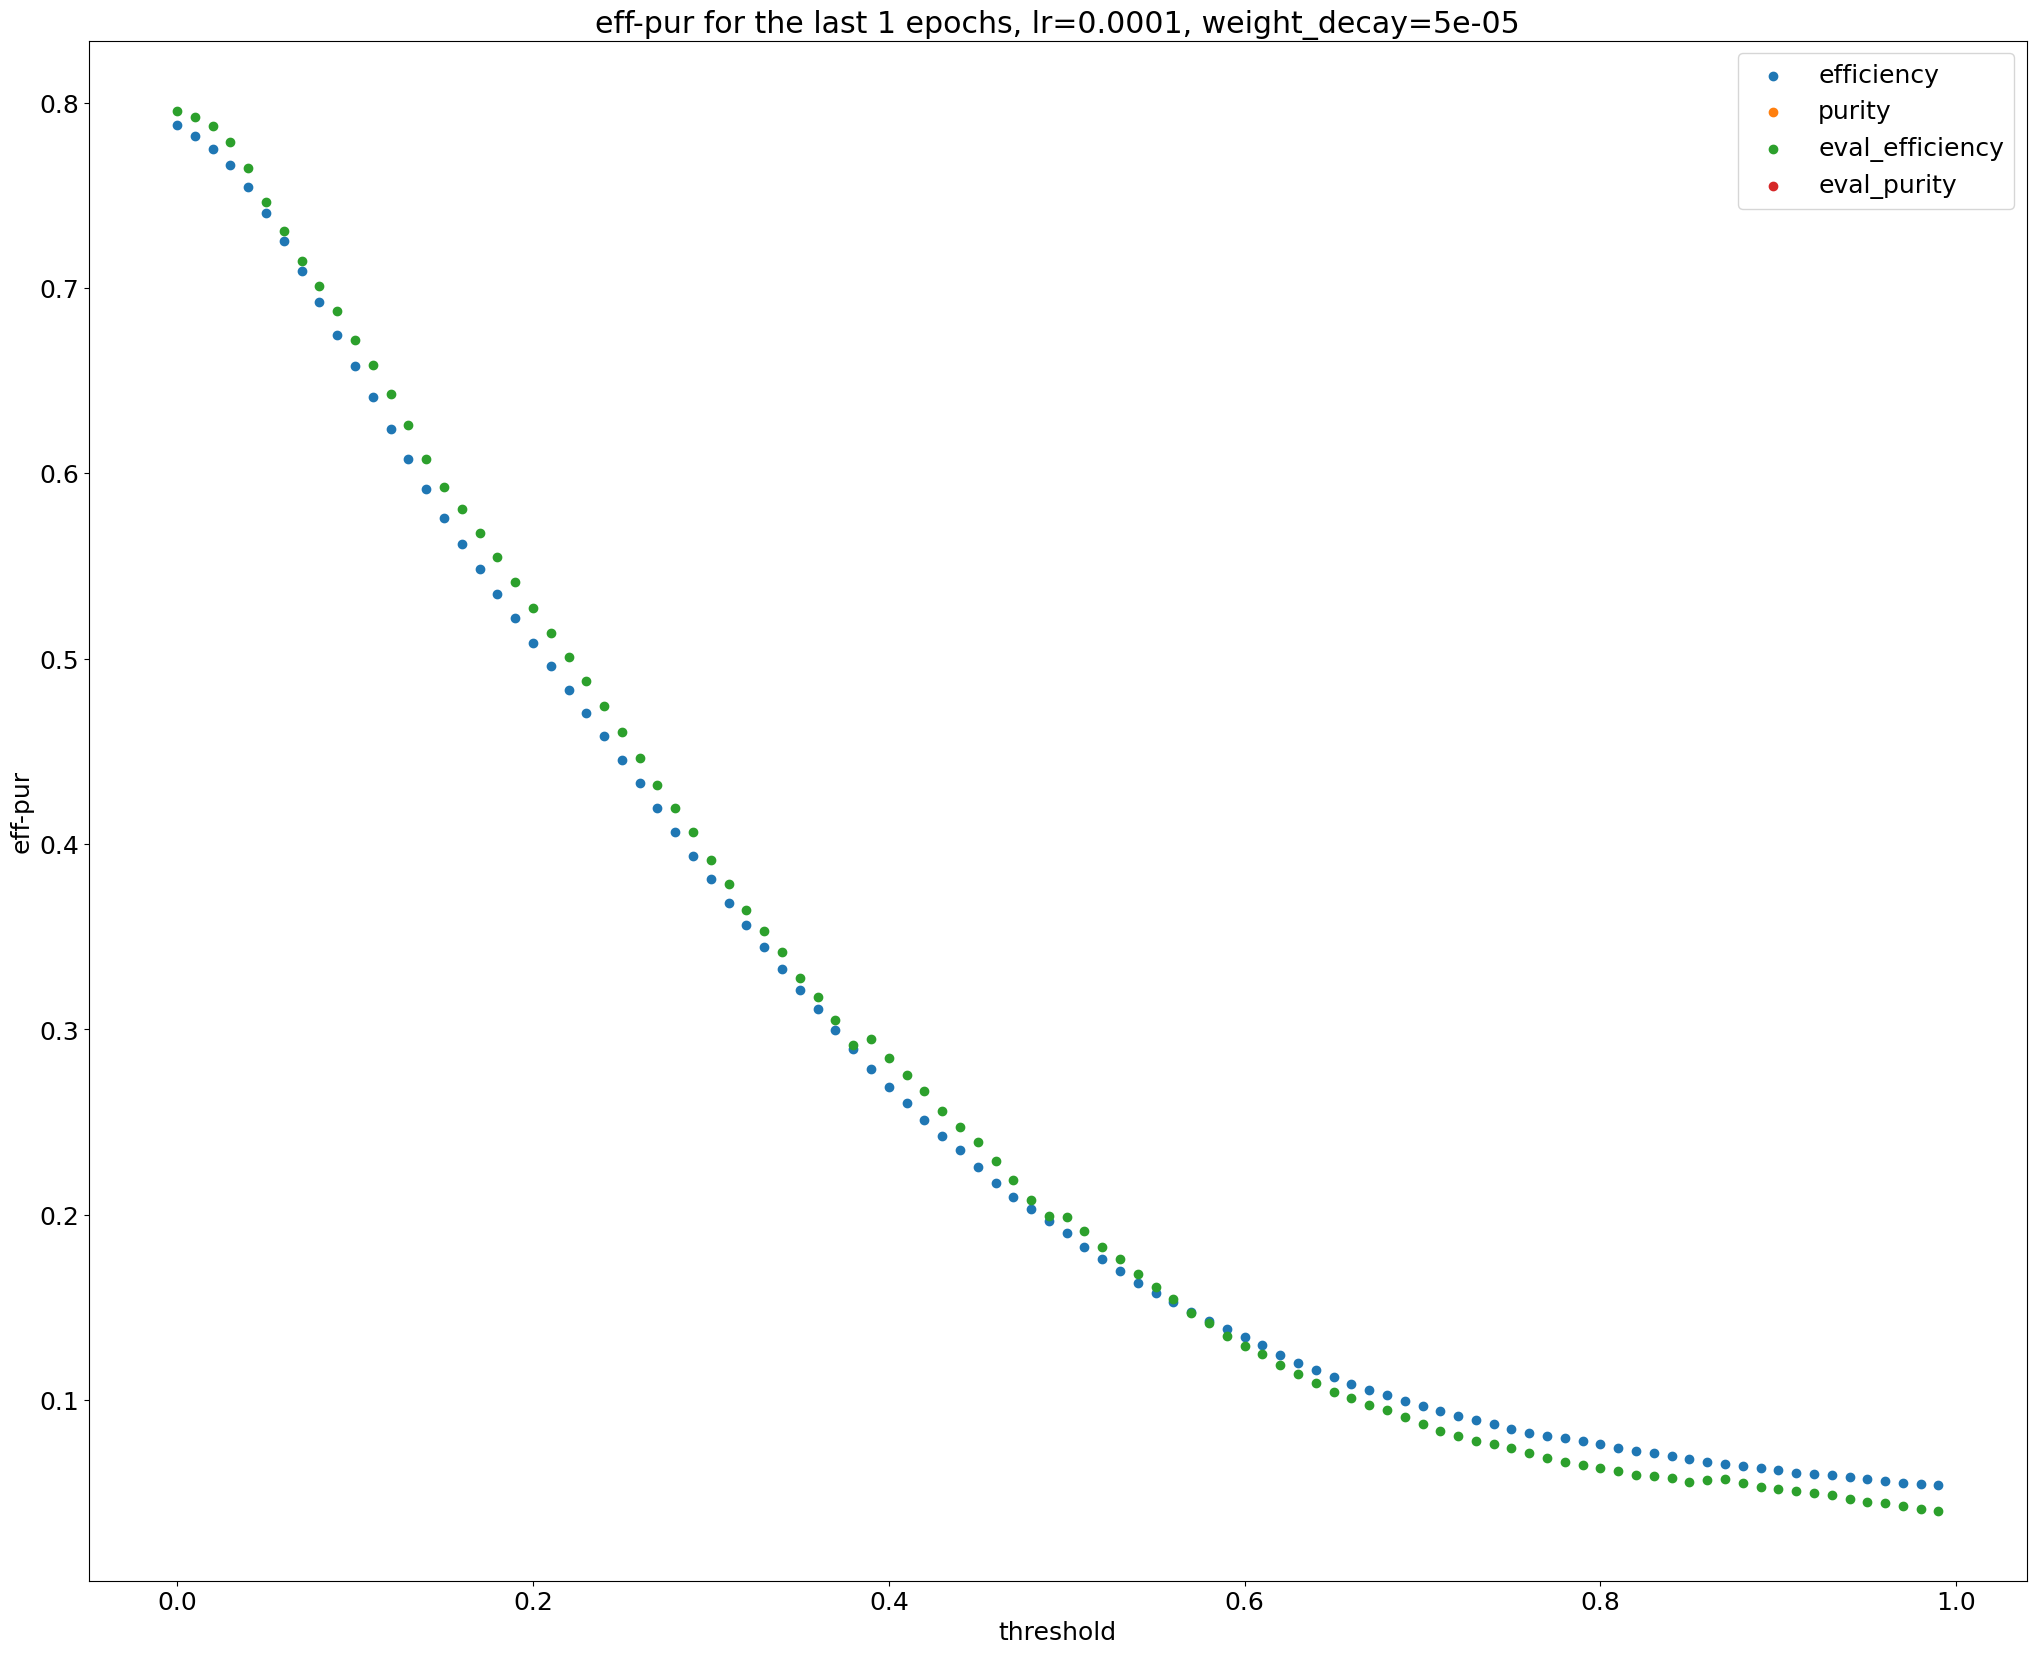 eff-pur for the last 1 epochs, lr=0.0001, weight_decay=5e-05
efficiency
purity
eval_efficiency
eval_purity
0.8
0.7
0.6
0.5
0.4
0.3
0.2
0.1
eff-pur
0.0 0.2 0.4 0.6 0.8 1.0
threshold